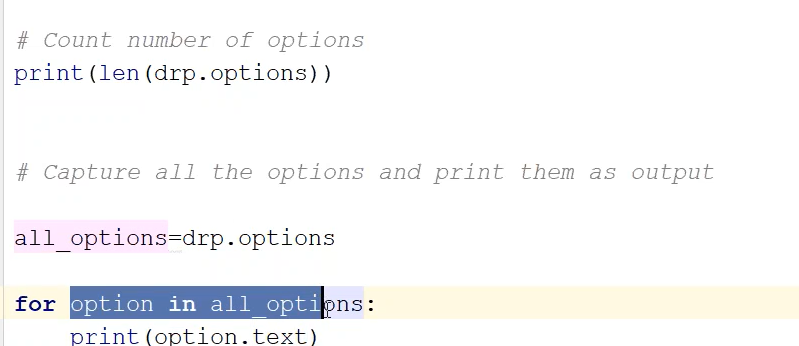 # Count number of options
print(len(drp.options))
# Capture all the options and print them as output
all_options=drp.options
for option in all_options:
print(option.text)